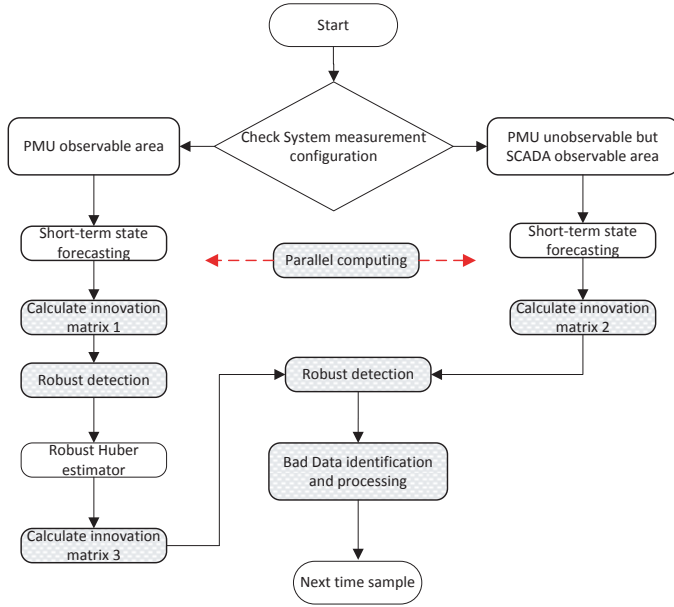 Start
Check System measurement
configuration
PMU observable area
PMU unobservable but
SCADA observable area
Short-term state
forecasting
Short-term state
forecasting
Parallel computing
Calculate innovation
matrix 1
Calculate innovation
matrix 2
Robust detection
Robust detection
Robust Huber
estimator
Bad Data identification
and processing
Calculate innovation
matrix 3
Next time sample